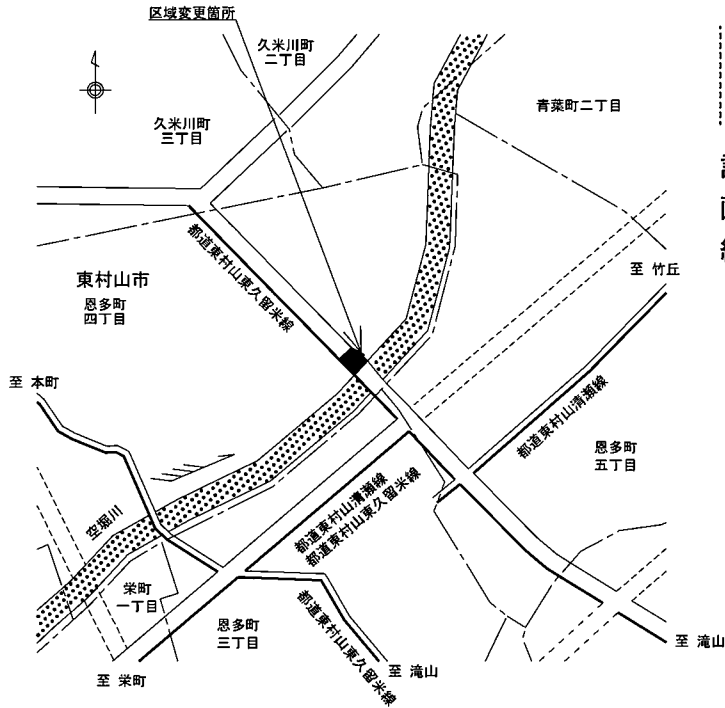 区域変更箇所
久米川町
二丁目
青葉町二丁目
久米川町
三丁目
東村山市
恩多町
四丁目
都道東村山東久留米線
至 竹丘
至 本町
都道東村山清瀬線
恩多町
五丁目
空堀川
都道東村山清瀬線
都道東村山東久留米線
栄町
一丁目
恩多町
三丁目
都道東村山東久留米線
至 栄町
至 滝山
至 滝山